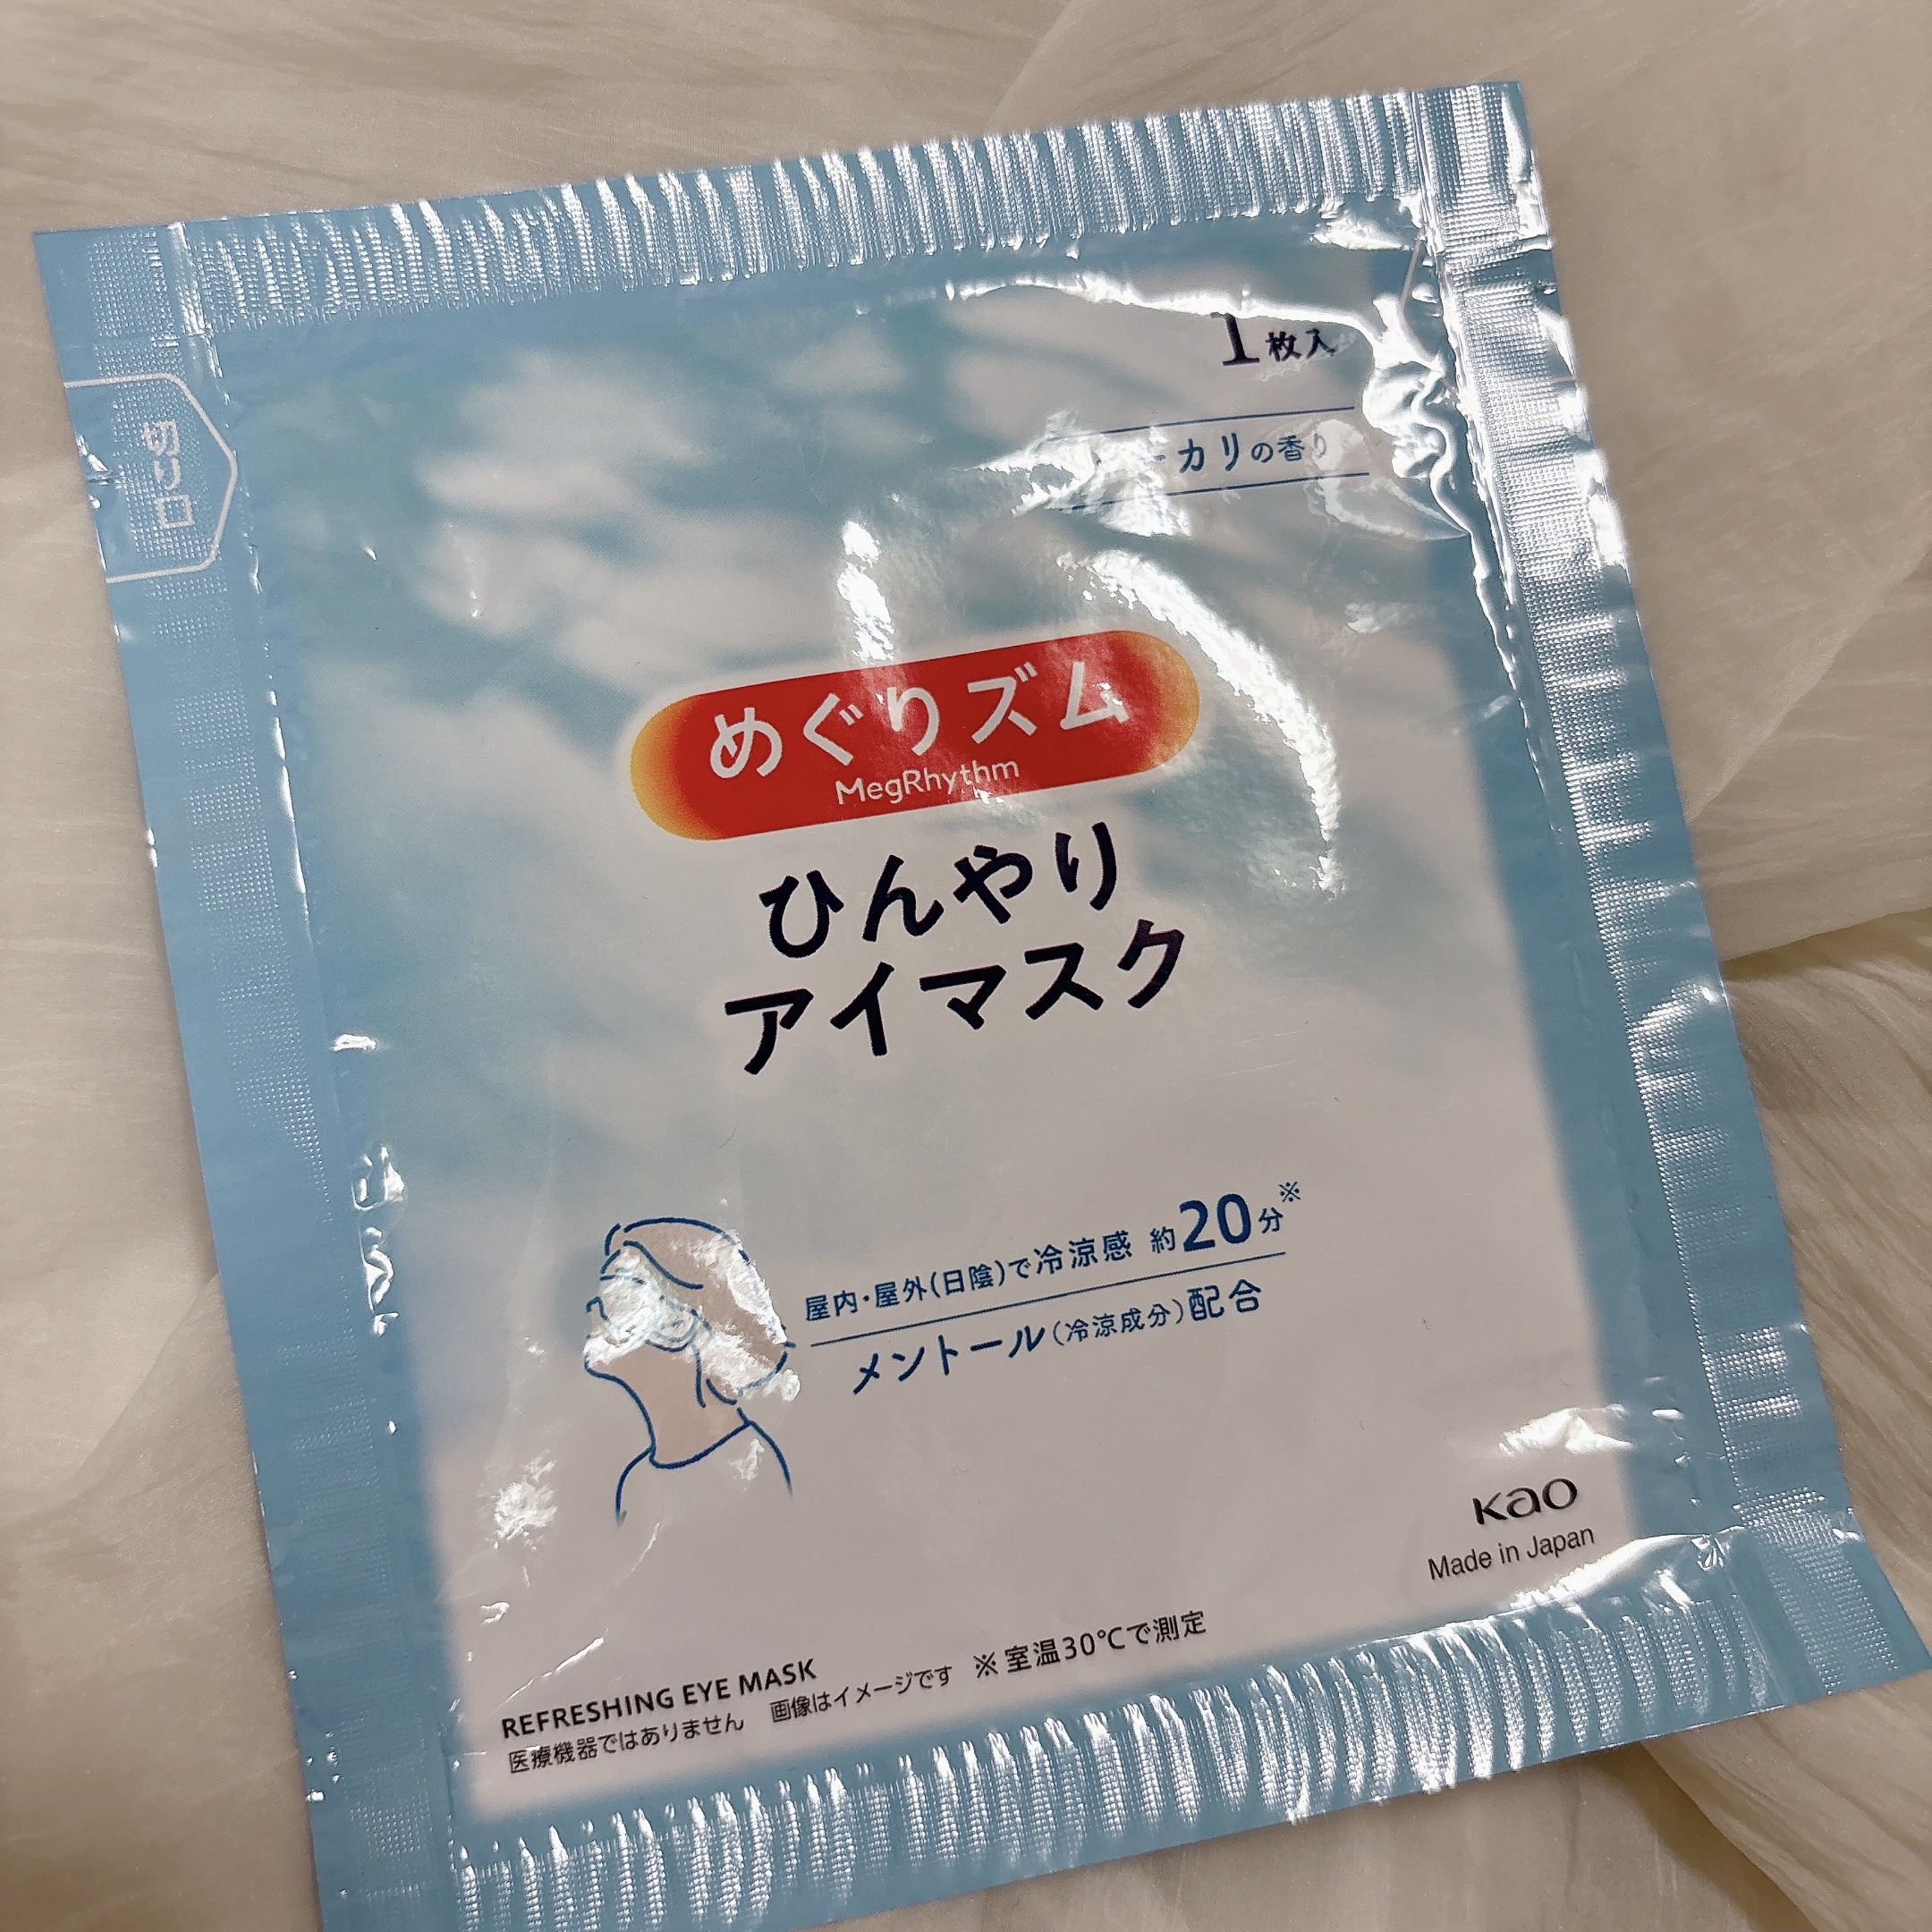 1枚入
切り口
カリの香り
めぐりズム
MegRhythm
ひんやり
アイマスク
屋内・屋外(日陰)で冷涼感 約20分※
メントール(冷涼成分)配合
Kao
Made in Japan
REFRESHING EYE MASK
医療機器ではありません 画像はイメージです ※室温30℃で測定